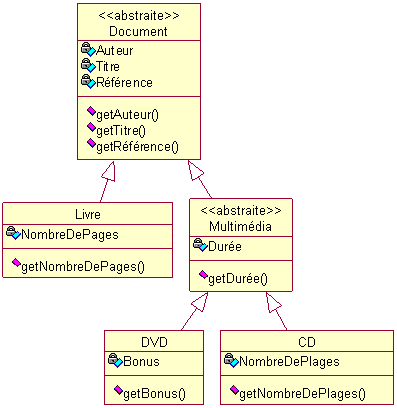 <<abstraite>>
Document
Auteur
Titre
Référence
getAuteur()
getTitre()
getRéférence()
Livre
NombreDePages
getNombreDePages()
<<abstraite>>
Multimédia
Durée
getDurée()
DVD
Bonus
getBonus()
CD
NombreDePlages
getNombreDePlages()